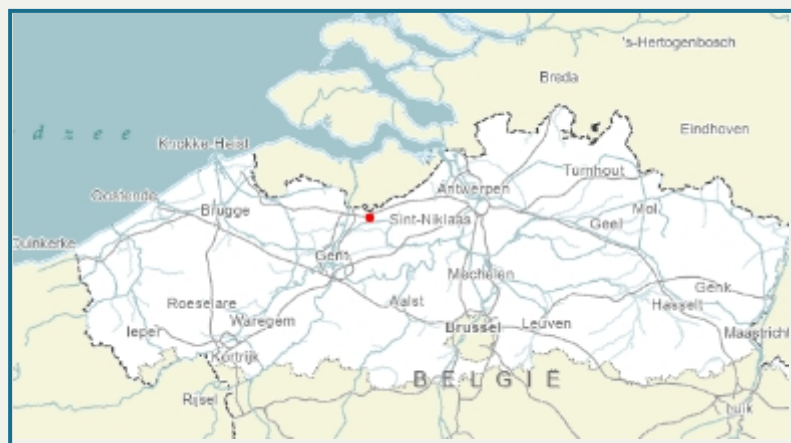 's-Hertogenbosch
Breda
d z e e
Eindhoven
Knokke-Heist
Turnhout
Oostende
Antwerpen
Mol
Brugge
Sint-Niklaas
Geel
Duinkerke
Gent
Mechelen
Genk
Roeselare
Aalst
Hasselt
Ieper
Waregem
Brussel
Leuven
Maastricht
Kortrijk
BELGIË
Rijsel
Luik